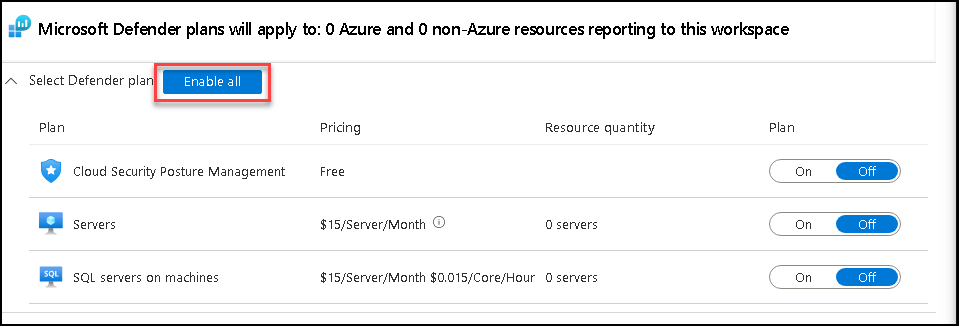 Microsoft Defender plans will apply to: 0 Azure and 0 non-Azure resources reporting to this workspace
Select Defender plan Enable all
Plan Pricing Resource quantity Plan
Cloud Security Posture Management Free On Off
Servers $15/Server/Month 0 servers On Off
SQL SQL servers on machines $15/Server/Month $0.015/Core/Hour 0 servers On Off